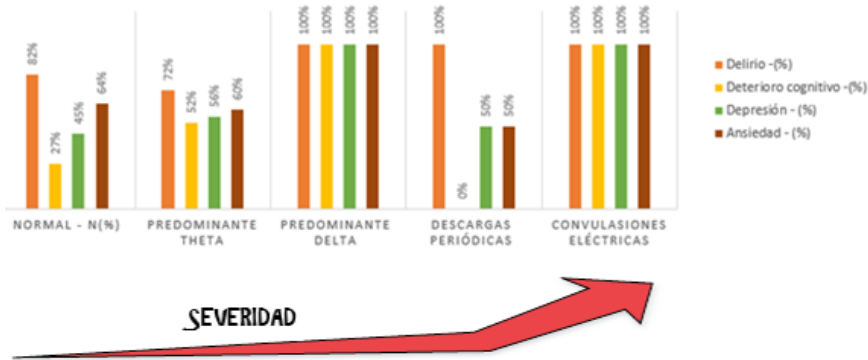 82%
27%
45%
64%
72%
52%
56%
60%
100%
100%
100%
100%
100%
0%
50%
50%
100%
100%
100%
100%
NORMAL - N(%)
PREDOMINANTE
THETA
PREDOMINANTE
DELTA
DESCARGAS
PERIÓDICAS
CONVULASIONES
ELÉCTRICAS
Delirio -(%)
Deterioro cognitivo -(%)
Depresión - (%)
Ansiedad - (%)
SEVERIDAD